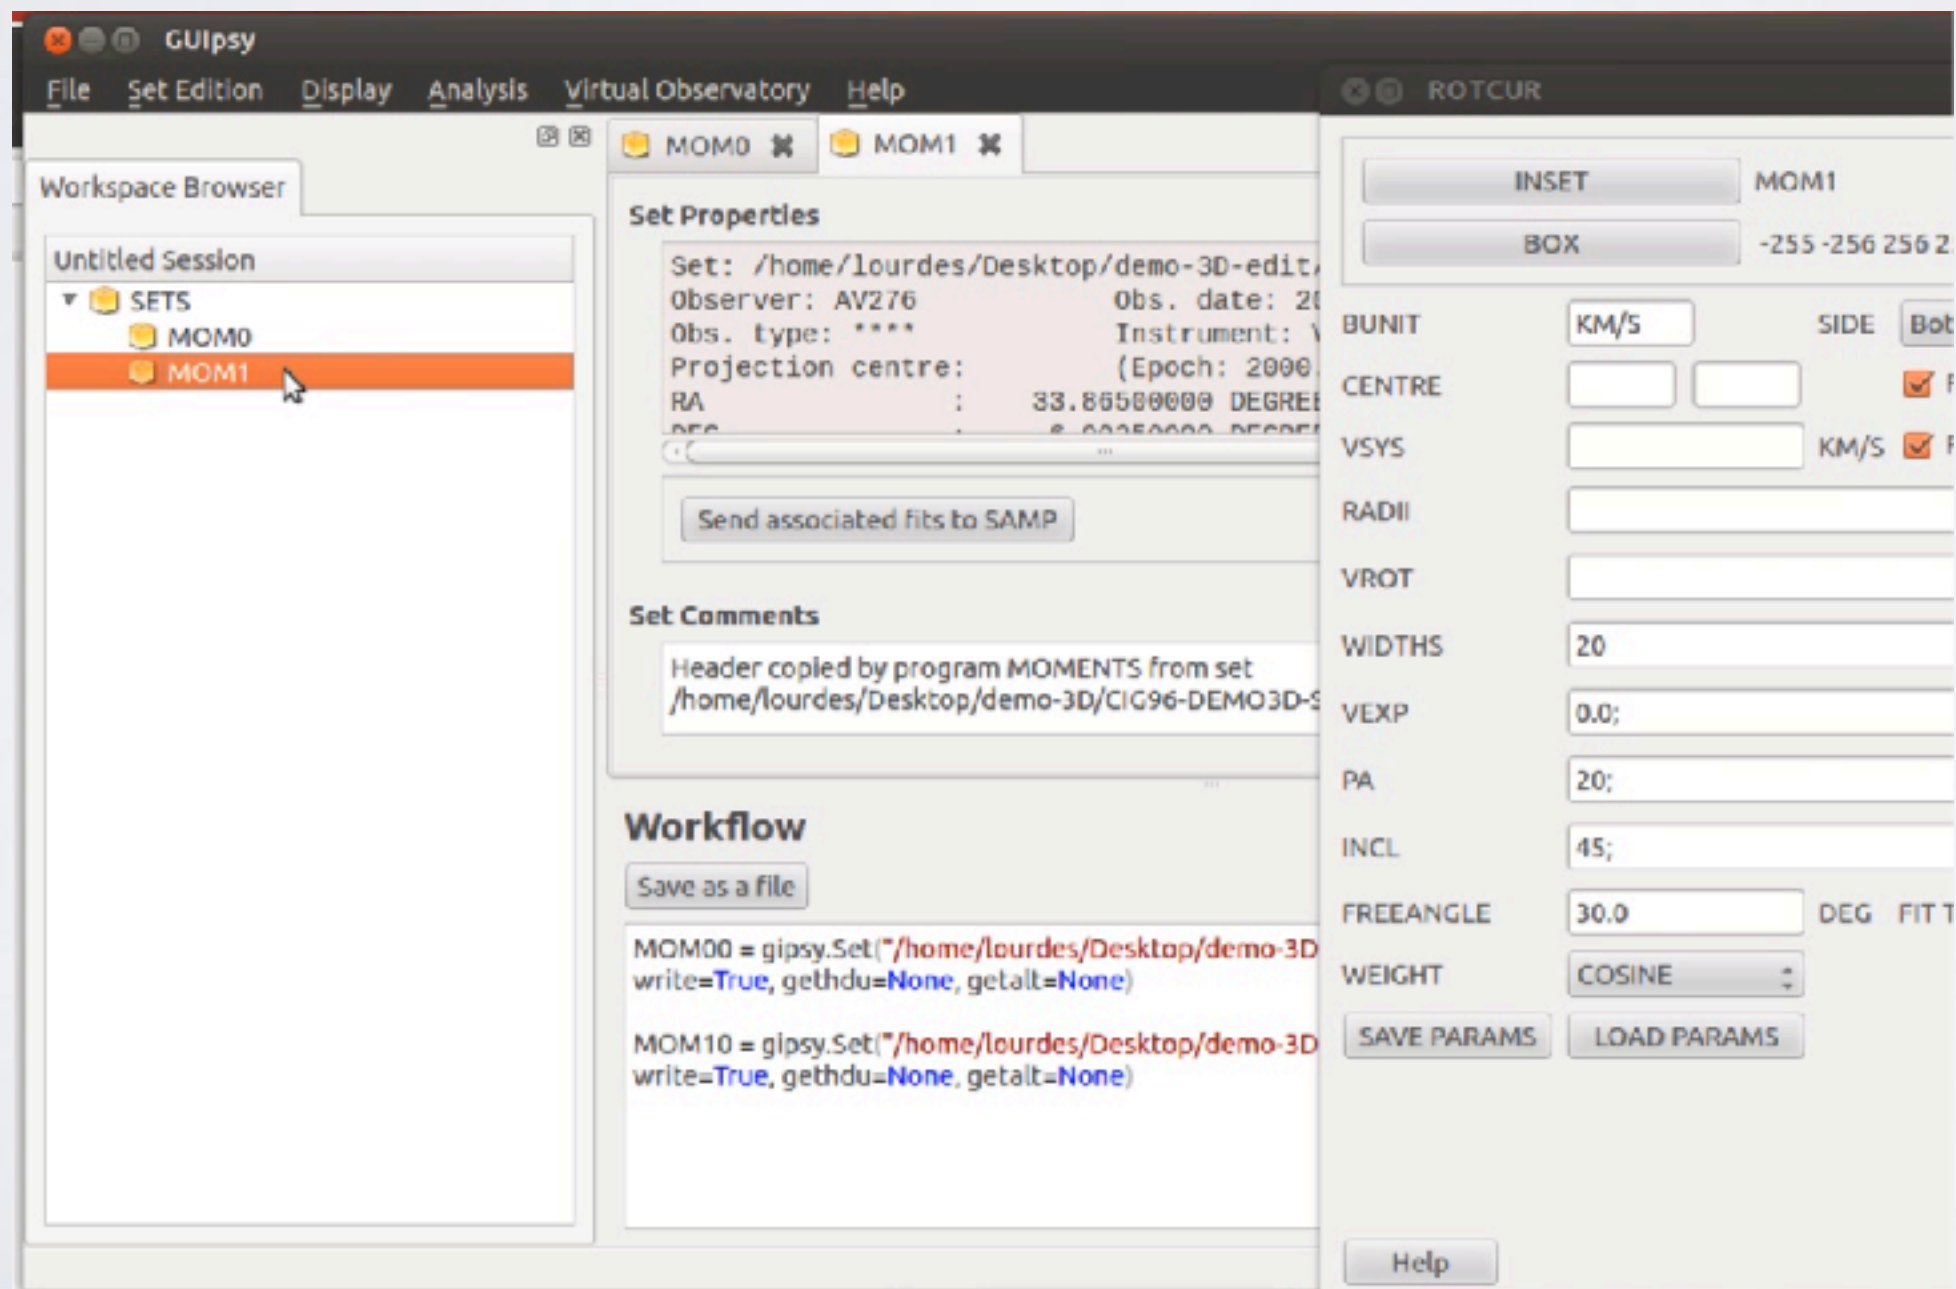 GUIpsy
File Set Edition Display Analysis Virtual Observatory Help
Workspace Browser
Untitled Session
SETS
MOM0
MOM1
MOM0
MOM1
Set Properties
Set: /home/lourdes/Desktop/demo-3D-edit/
Observer: AV276 Obs. date: 20
Obs. type: **** Instrument:
Projection centre: (Epoch: 2000.
RA : 33.86500000 DEGREE
Send associated fits to SAMP
Set Comments
Header copied by program MOMENTS from set
/home/lourdes/Desktop/demo-3D/CIG96-DEMO3D-S
Workflow
Save as a file
MOM00 = gipsy.Set("/home/lourdes/Desktop/demo-3D
write=True, gethdu=None, getalt=None)
MOM10 = gipsy.Set("/home/lourdes/Desktop/demo-3D
write=True, gethdu=None, getalt=None)
ROTCUR
INSET MOM1
BOX -255 -256 256 2
BUNIT KM/S SIDE Bot
CENTRE
VSYS KM/S
RADII
VROT
WIDTHS 20
VEXP 0.0;
PA 20;
INCL 45;
FREEANGLE 30.0 DEG FIT T
WEIGHT COSINE
SAVE PARAMS LOAD PARAMS
Help